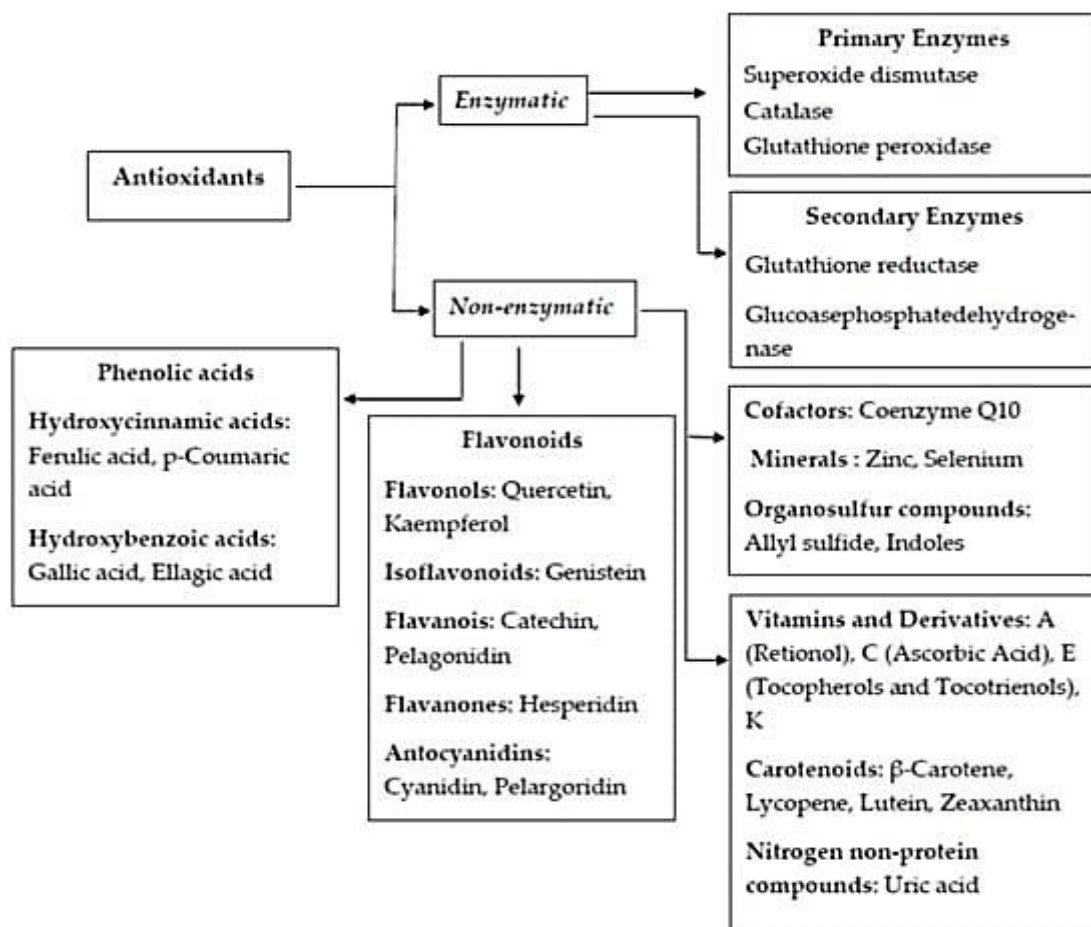 Antioxidants
Enzymatic
Primary Enzymes
Superoxide dismutase
Catalase
Glutathione peroxidase
Secondary Enzymes
Glutathione reductase
Glucoasephosphatedehydroge-
nase
Non-enzymatic
Phenolic acids
Hydroxycinnamic acids:
Ferulic acid, p-Coumaric
acid
Hydroxybenzoic acids:
Gallic acid, Ellagic acid
Flavonoids
Flavonols: Quercetin,
Kaempferol
Isoflavonoids: Genistein
Flavanois: Catechin,
Pelagonidin
Flavanones: Hesperidin
Antocyanidins:
Cyanidin, Pelargoridin
Cofactors: Coenzyme Q10
Minerals : Zinc, Selenium
Organosulfur compounds:
Allyl sulfide, Indoles
Vitamins and Derivatives: A
(Retionol), C (Ascorbic Acid), E
(Tocopherols and Tocotrienols),
K
Carotenoids: β-Carotene,
Lycopene, Lutein, Zeaxanthin
Nitrogen non-protein
compounds: Uric acid